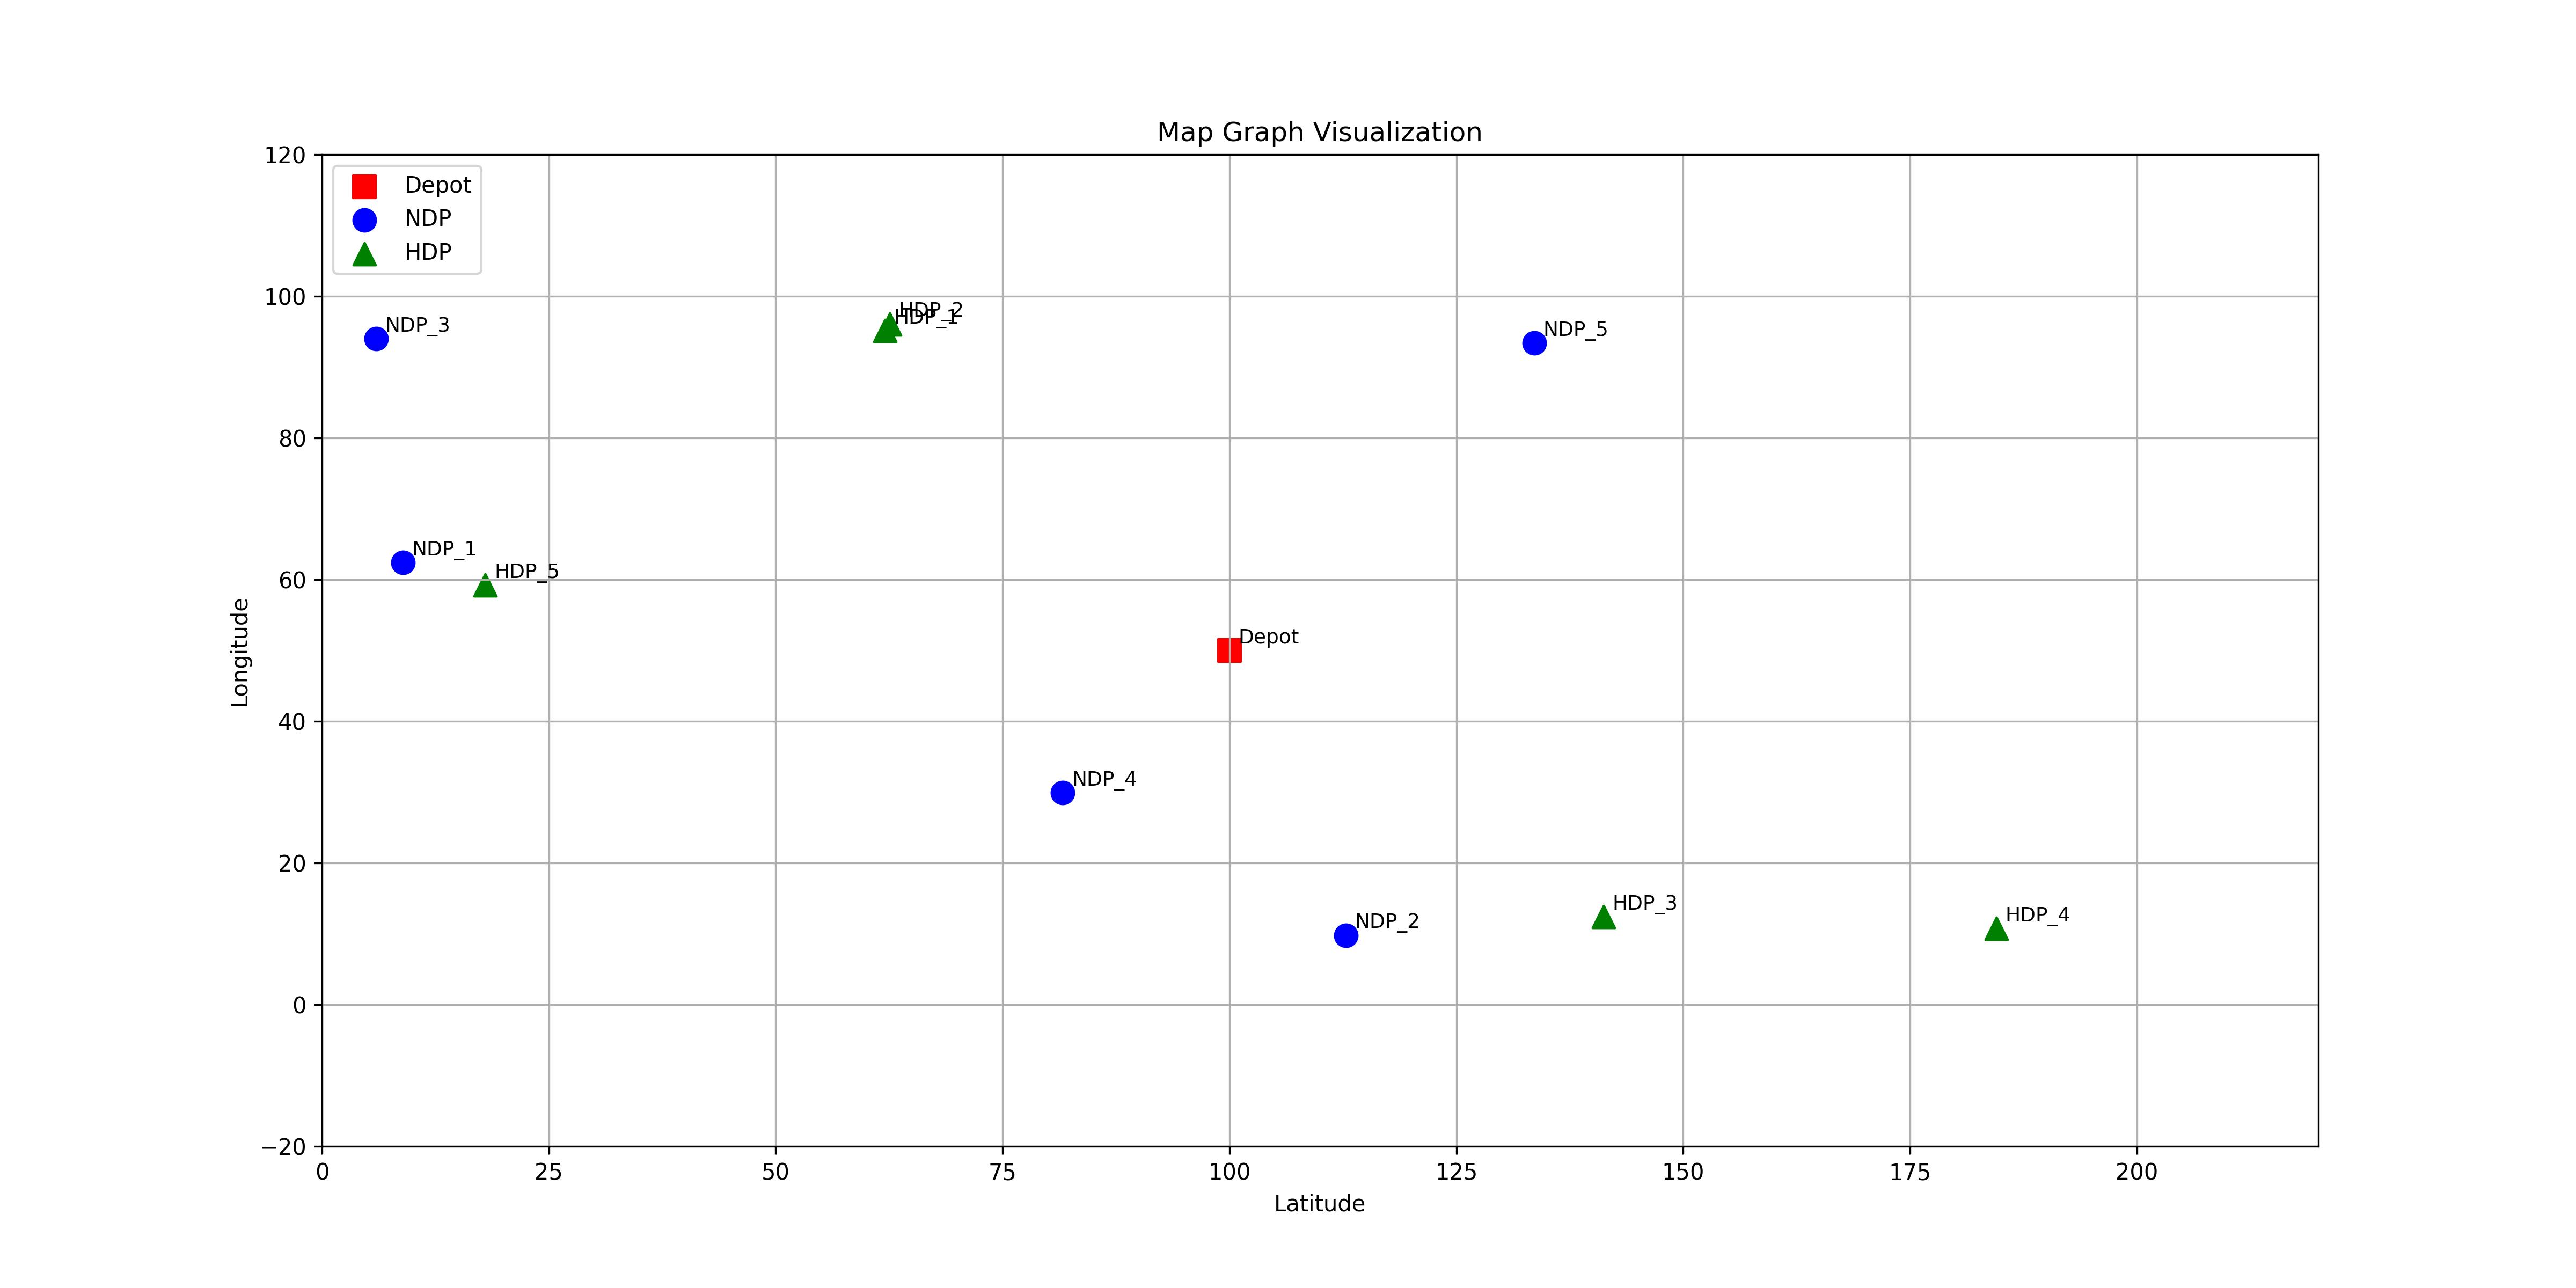 Map Graph Visualization
120
Depot
NDP
HDP
100
HDP_2
HDP_1
NDP_3
NDP_5
80
NDP_1
HDP_5
60
Longitude
Depot
40
NDP_4
20
HDP_3
HDP_4
NDP_2
0
−20
0 25 50 75 100 125 150 175 200
Latitude